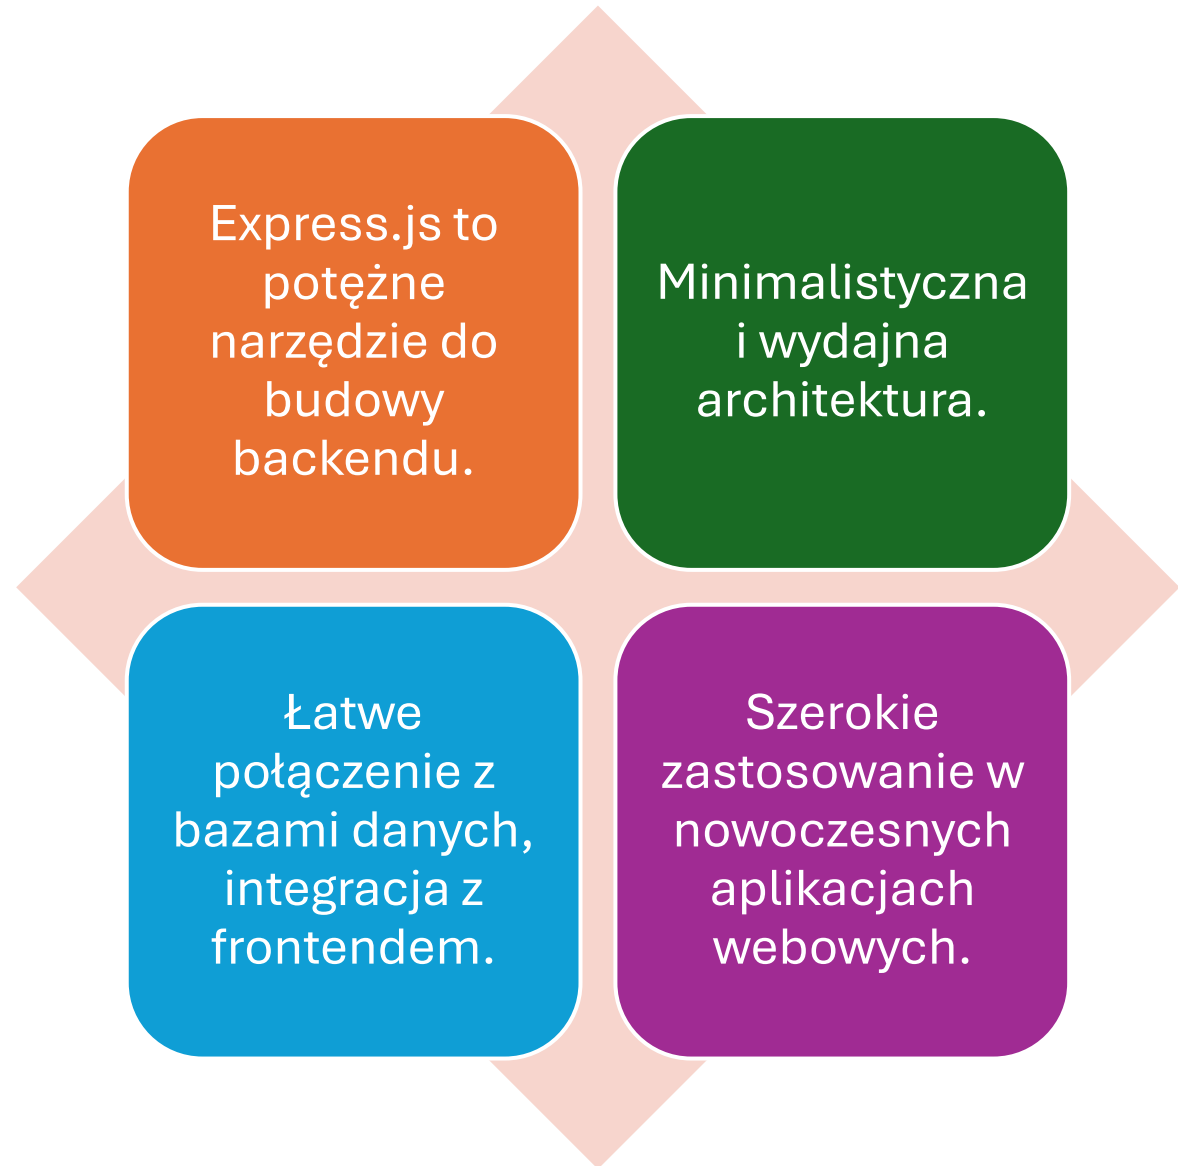 Express.js to
potężne
narzędzie do
budowy
backendu.
Minimalistyczna
i wydajna
architektura.
Łatwe
połączenie z
bazami danych,
integracja z
frontendem.
Szerokie
zastosowanie w
nowoczesnych
aplikacjach
webowych.